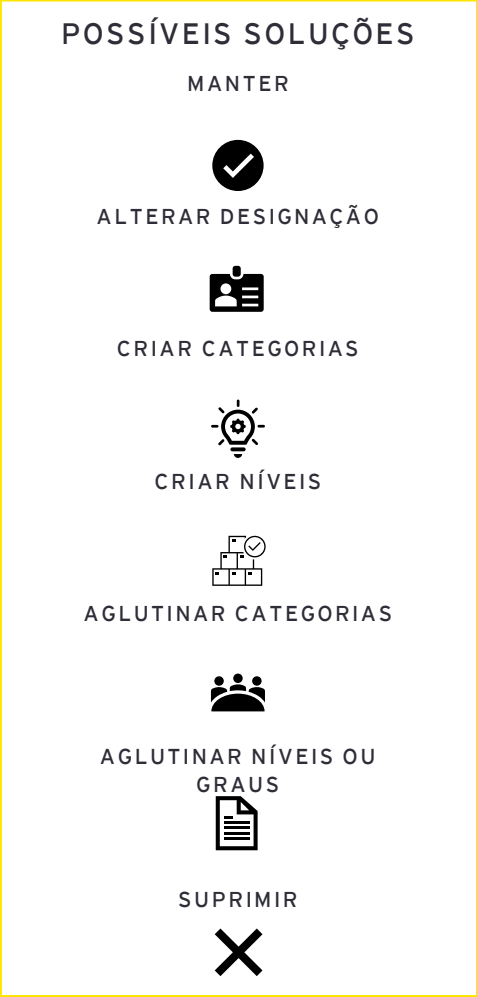 POSSÍVEIS SOLUÇÕES
MANTER
ALTERAR DESIGNAÇÃO
CRIAR CATEGORIAS
CRIAR NÍVEIS
AGLUTINAR CATEGORIAS
AGLUTINAR NÍVEIS OU
GRAUS
SUPRIMIR